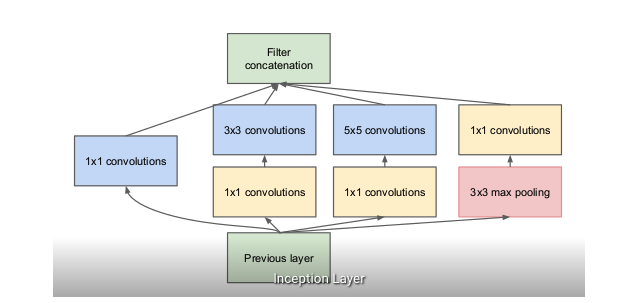 Filter
concatenation
3x3 convolutions
5x5 convolutions
1x1 convolutions
1x1 convolutions
1x1 convolutions
1x1 convolutions
3x3 max pooling
Previous layer
Inception Layer